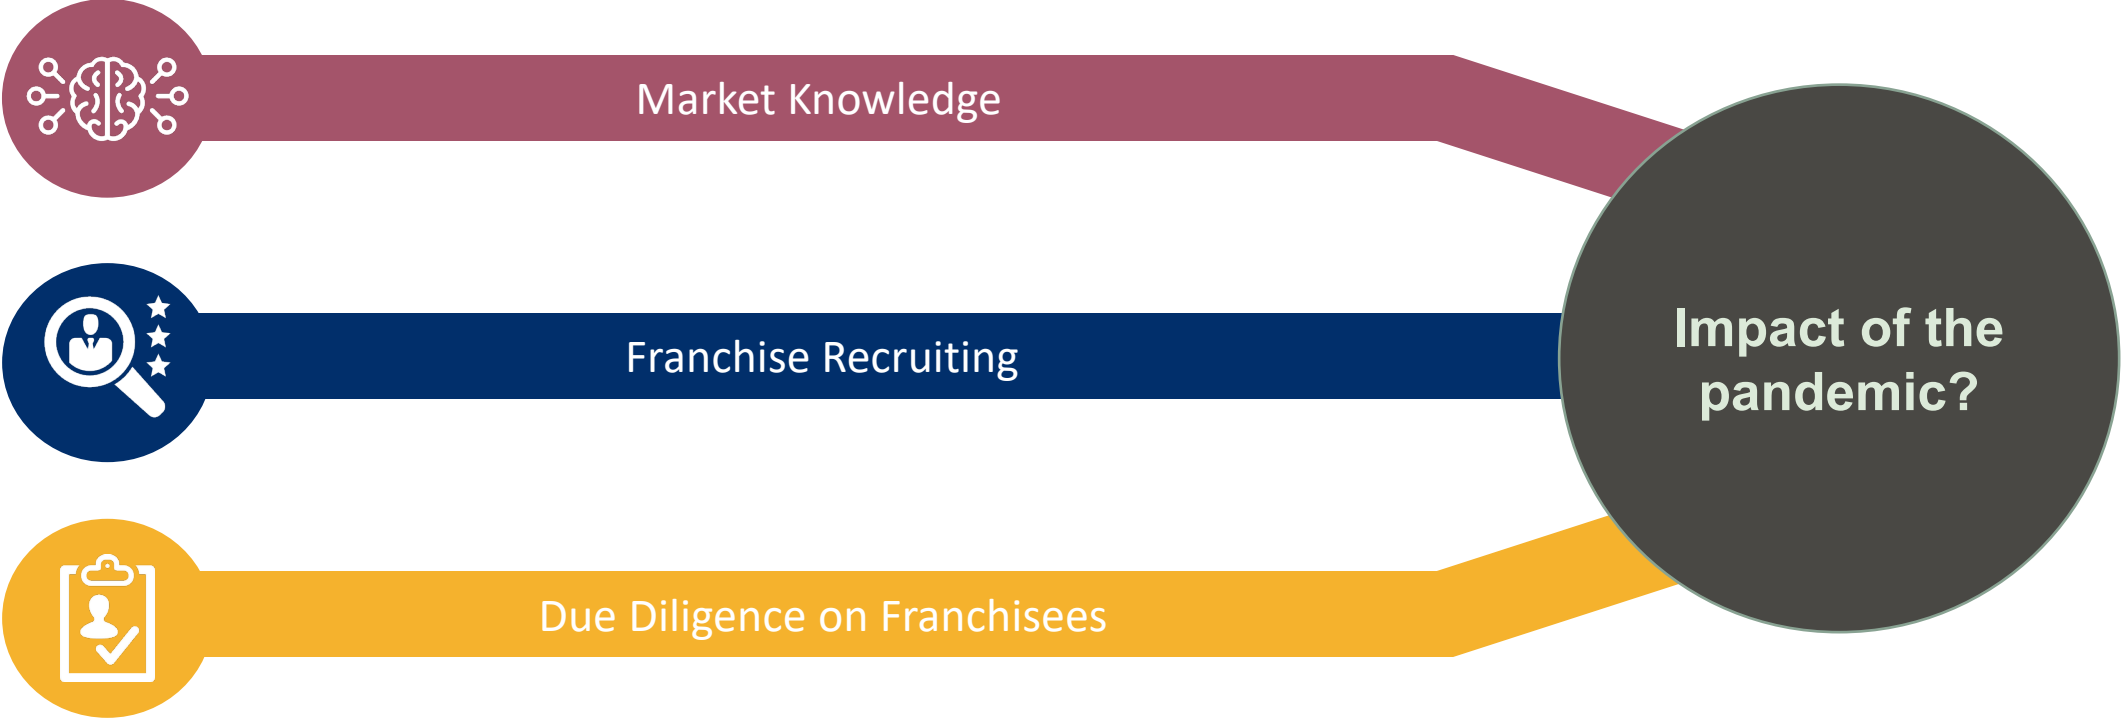 Market Knowledge
Franchise Recruiting
Impact of the
pandemic?
Due Diligence on Franchisees